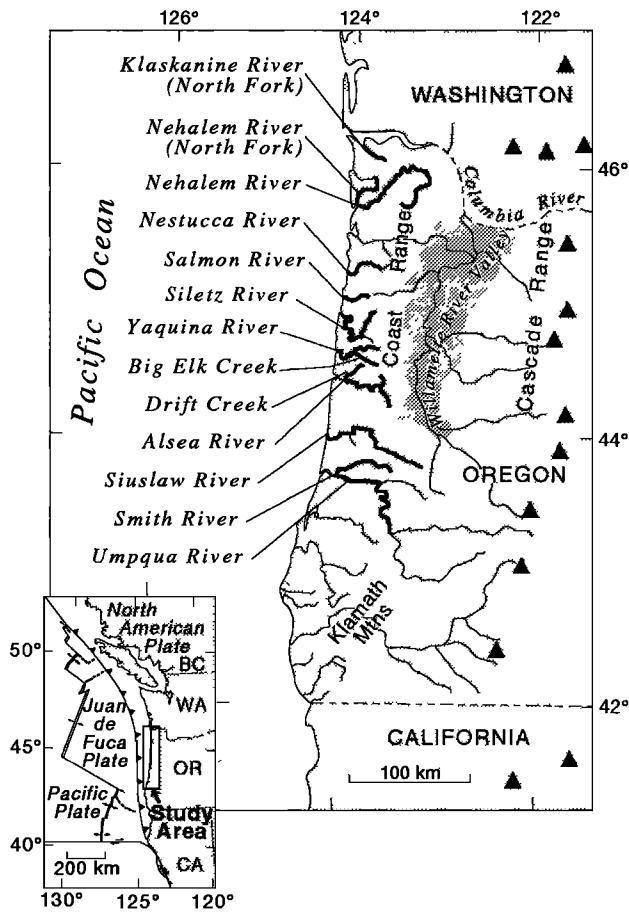 126° 124° 122°
Klaskanine River
(North Fork)
WASHINGTON
Nehalem River
(North Fork)
46°
Nehalem River
Columbia River
Nestucca River
Salmon River
Siletz River
Yaquina River
Big Elk Creek
Drift Creek
Alsea River
Siuslaw River
Smith River
Umpqua River
Pacific Ocean
Coast Range
Willamette River Valley
Cascade Range
44°
OREGON
Klamath
Mtns.
42°
CALIFORNIA
100 km
North
American
Plate
50°
BC
WA
Juan
de
Fuca
Plate
45°
OR
Pacific
Plate
Study
Area
40°
CA
200 km
130° 125° 120°